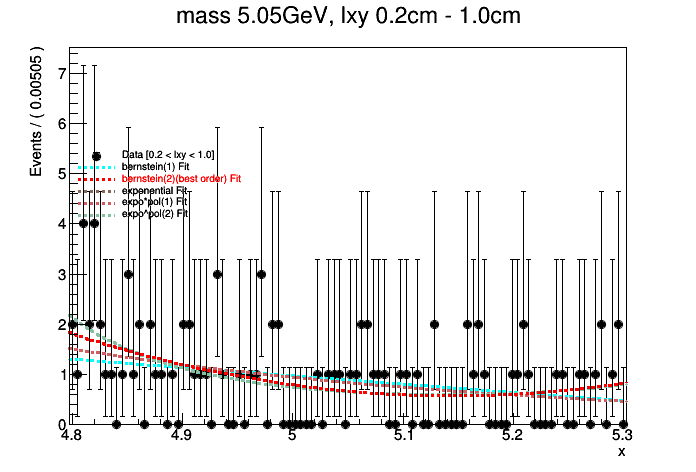 mass 5.05GeV, lxy 0.2cm - 1.0cm
Events / ( 0.00505 )
7
6
5
4
3
2
1
0
Data [0.2 < lxy < 1.0]
bernstein(1) Fit
bernstein(2)(best order) Fit
exponential Fit
expo*pol(1) Fit
expo^pol(2) Fit
4.8 4.9 5 5.1 5.2 5.3
x